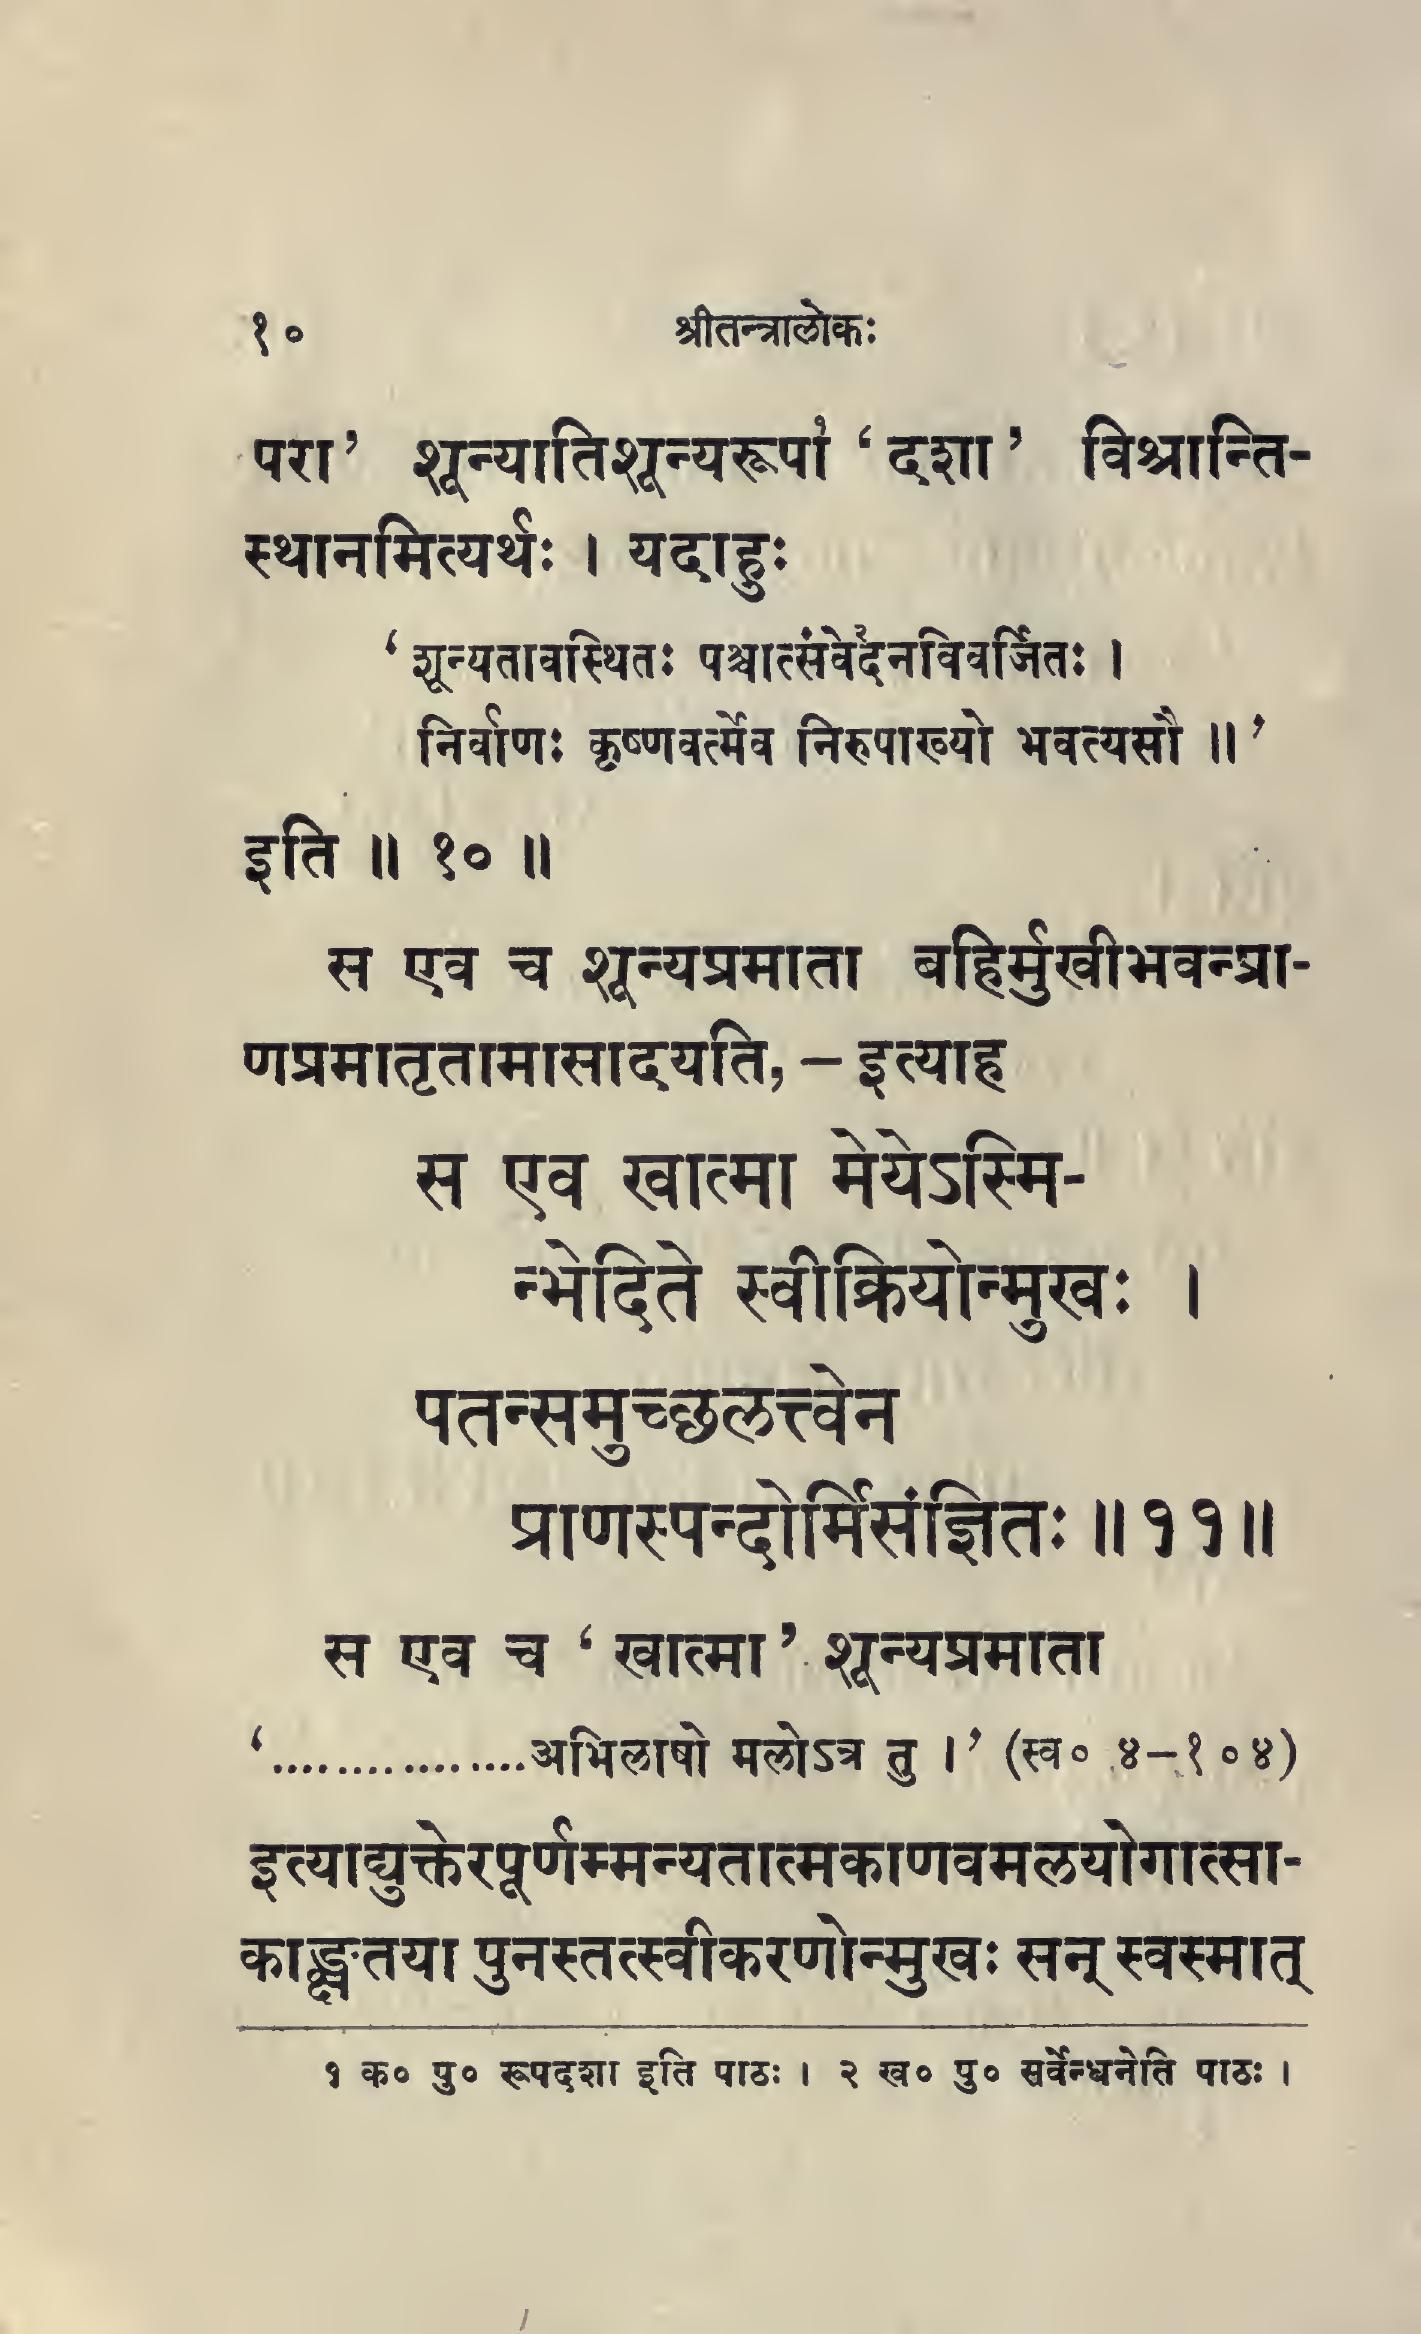 १० श्रीतन्त्रालोकः
परा’ शून्यातिशून्यरूपा१ ‘दशा’ विश्रान्ति-
स्थानमित्यर्थः । यदाहुः
‘शून्यतावस्थितः पश्चात्संवे२दनविवर्जितः ।
निर्वाणः कृष्णवर्त्मेव निरुपाख्यो भवत्यसौ ॥’
इति ॥ १० ॥
स एव च शून्यप्रमाता बहिर्मुखीभवन्प्रा-
णप्रमातृतामासादयति, – इत्याह
स एव खात्मा मेयेऽस्मि-
न्भेदिते स्वीक्रियोन्मुखः ।
पतन्समुच्छलत्त्वेन
प्राणस्पन्दोर्मिसंज्ञितः ॥ ११ ॥
स एव च ‘खात्मा’ शून्यप्रमाता
‘................अभिलाषो मलोऽत्र तु ।’ (स्व० ४–१०४)
इत्याद्युक्तेरपूर्णम्मन्यतात्मकाणवमलयोगात्सा-
काङ्क्षतया पुनस्तत्स्वीकरणोन्मुखः सन् स्वस्मात्
१ क० पु० रूपदशा इति पाठः । २ ख० पु० सर्वेन्धनेति पाठः ।